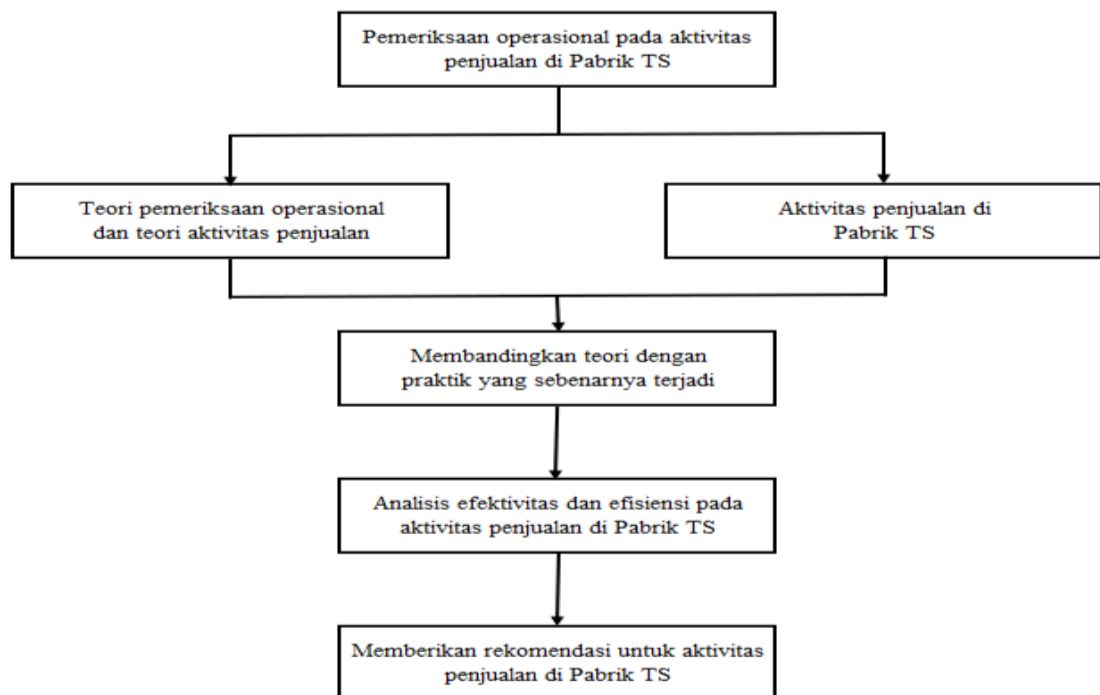 Pemeriksaan operasional pada aktivitas
penjualan di Pabrik TS
Teori pemeriksaan operasional
dan teori aktivitas penjualan
Aktivitas penjualan di
Pabrik TS
Membandingkan teori dengan
praktik yang sebenarnya terjadi
Analisis efektivitas dan efisiensi pada
aktivitas penjualan di Pabrik TS
Memberikan rekomendasi untuk aktivitas
penjualan di Pabrik TS